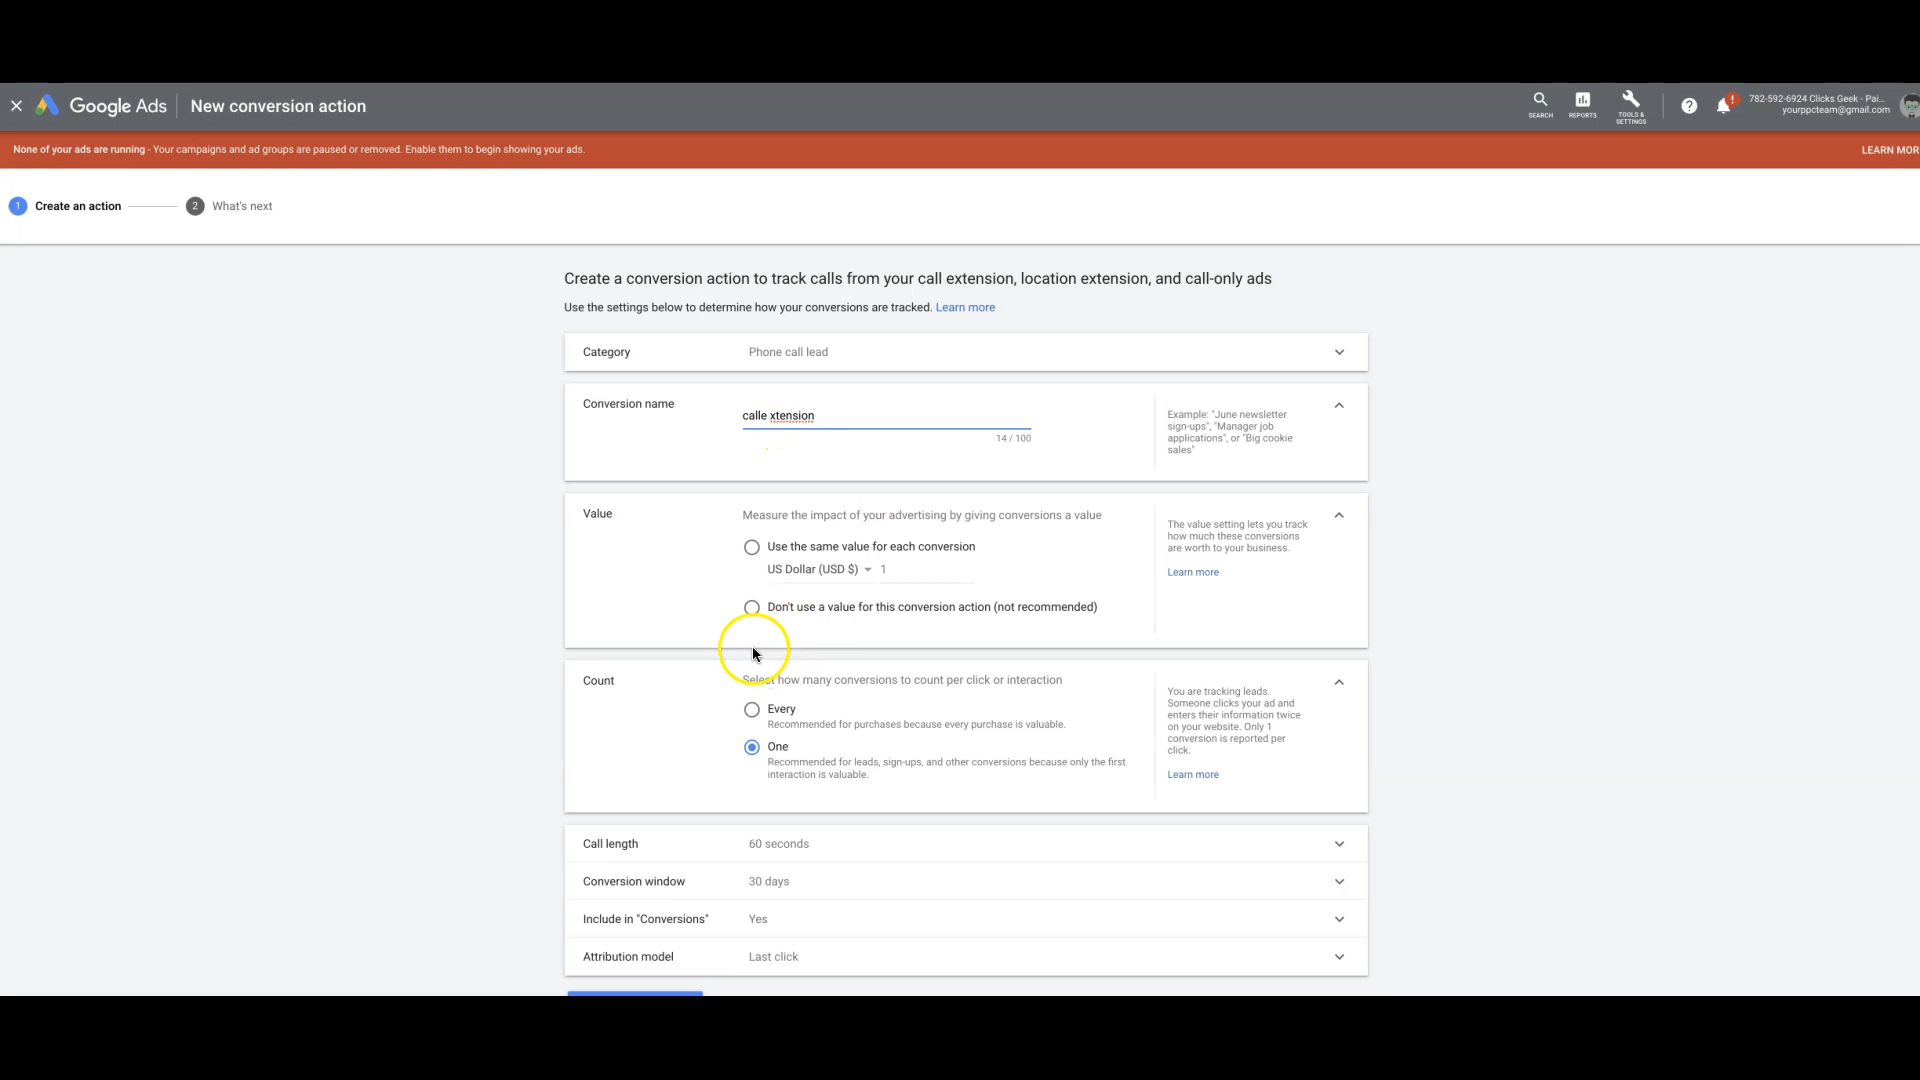 Google Ads
New conversion action
SEARCH
REPORTS
TOOLS &
SETTINGS
782-592-6924 Clicks Geek - Pai...
yourppcteam@gmail.com
None of your ads are running - Your campaigns and ad groups are paused or removed. Enable them to begin showing your ads.
LEARN MOR
1 Create an action
2 What's next
Create a conversion action to track calls from your call extension, location extension, and call-only ads
Use the settings below to determine how your conversions are tracked. Learn more
Category
Phone call lead
Conversion name
calle xtension
14 / 100
Example: "June newsletter
sign-ups", "Manager job
applications", or "Big cookie
sales"
Value
Measure the impact of your advertising by giving conversions a value
Use the same value for each conversion
US Dollar (USD $) 1
Don't use a value for this conversion action (not recommended)
The value setting lets you track
how much these conversions
are worth to your business.
Learn more
Count
Select how many conversions to count per click or interaction
Every
Recommended for purchases because every purchase is valuable.
One
Recommended for leads, sign-ups, and other conversions because only the first
interaction is valuable.
You are tracking leads.
Someone clicks your ad and
enters their information twice
on your website. Only 1
conversion is reported per
click.
Learn more
Call length
60 seconds
Conversion window
30 days
Include in "Conversions"
Yes
Attribution model
Last click